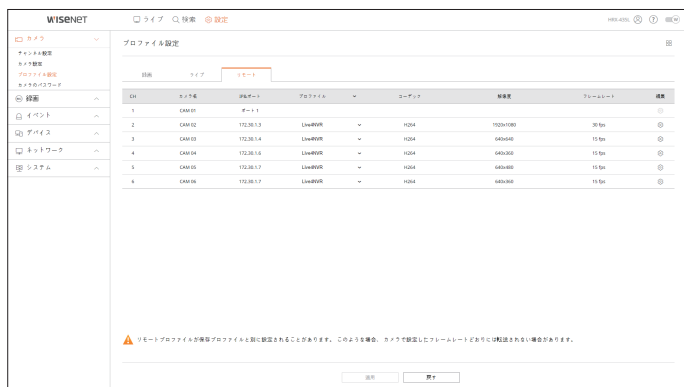 WISENET
ライブ 検索 設定
カメラ
チャンネル設定
カメラ設定
プロファイル設定
カメラのパスワード
録画
イベント
デバイス
ネットワーク
システム
プロファイル設定
録画 ライブ リモート
CH カメラ名 IP&ポート プロファイル コーデック 解像度 フレームレート 編集
1 CAM 01 ポート 1
2 CAM 02 172.30.1.3 Live4NVR H264 1920x1080 30 fps
3 CAM 03 172.30.1.4 Live4NVR H264 640x640 15 fps
4 CAM 04 172.30.1.6 Live4NVR H264 640x360 15 fps
5 CAM 05 172.30.1.7 Live4NVR H264 640x480 15 fps
6 CAM 06 172.30.1.7 Live4NVR H264 640x360 15 fps
リモートプロファイルが保存プロファイルと別に設定されることがあります。 このような場合、カメラで設定したフレームレートどおりには転送されない場合があります。
適用 戻す